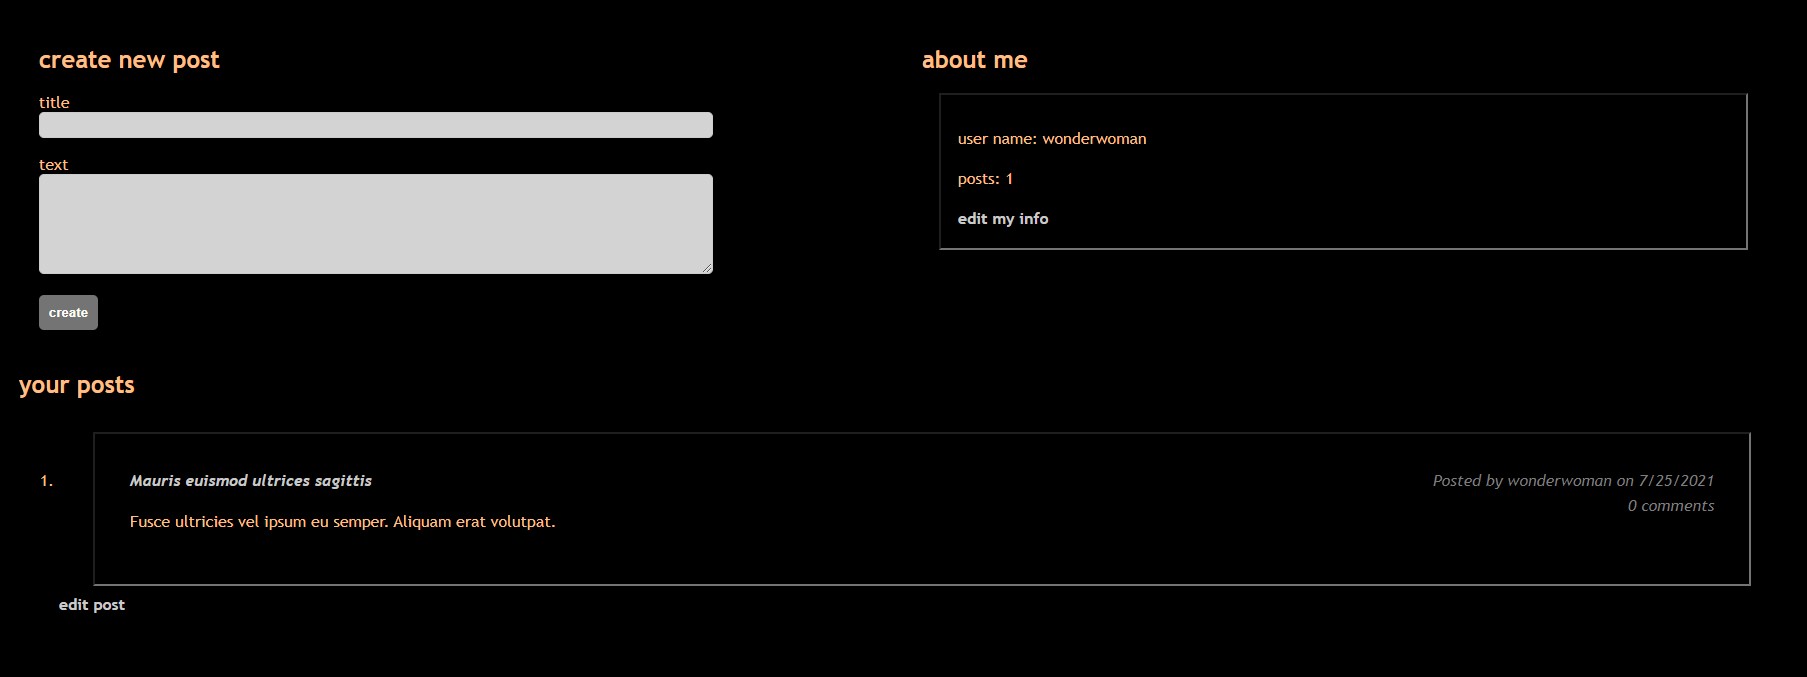 create new post
title
text
create
about me
user name: wonderwoman
posts: 1
edit my info
your posts
1.
Mauris euismod ultrices sagittis
Posted by wonderwoman on 7/25/2021
0 comments
Fusce ultricies vel ipsum eu semper. Aliquam erat volutpat.
edit post